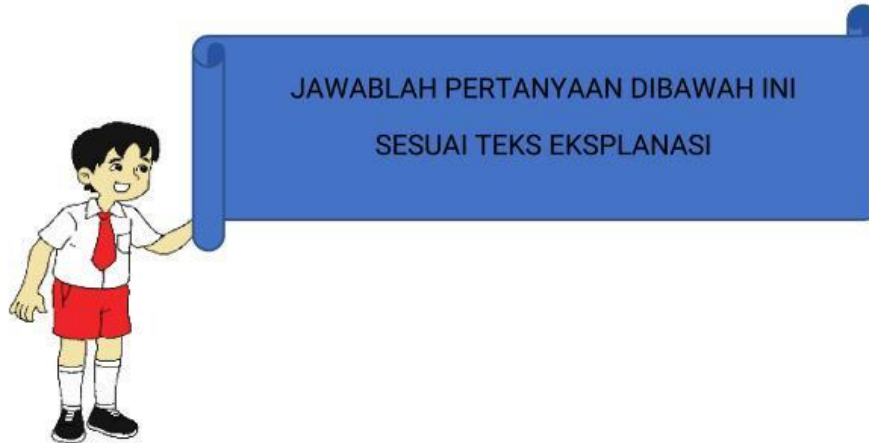 JAWABLAH PERTANYAAN DIBAWAH INI
SESUAI TEKS EKSPLANASI